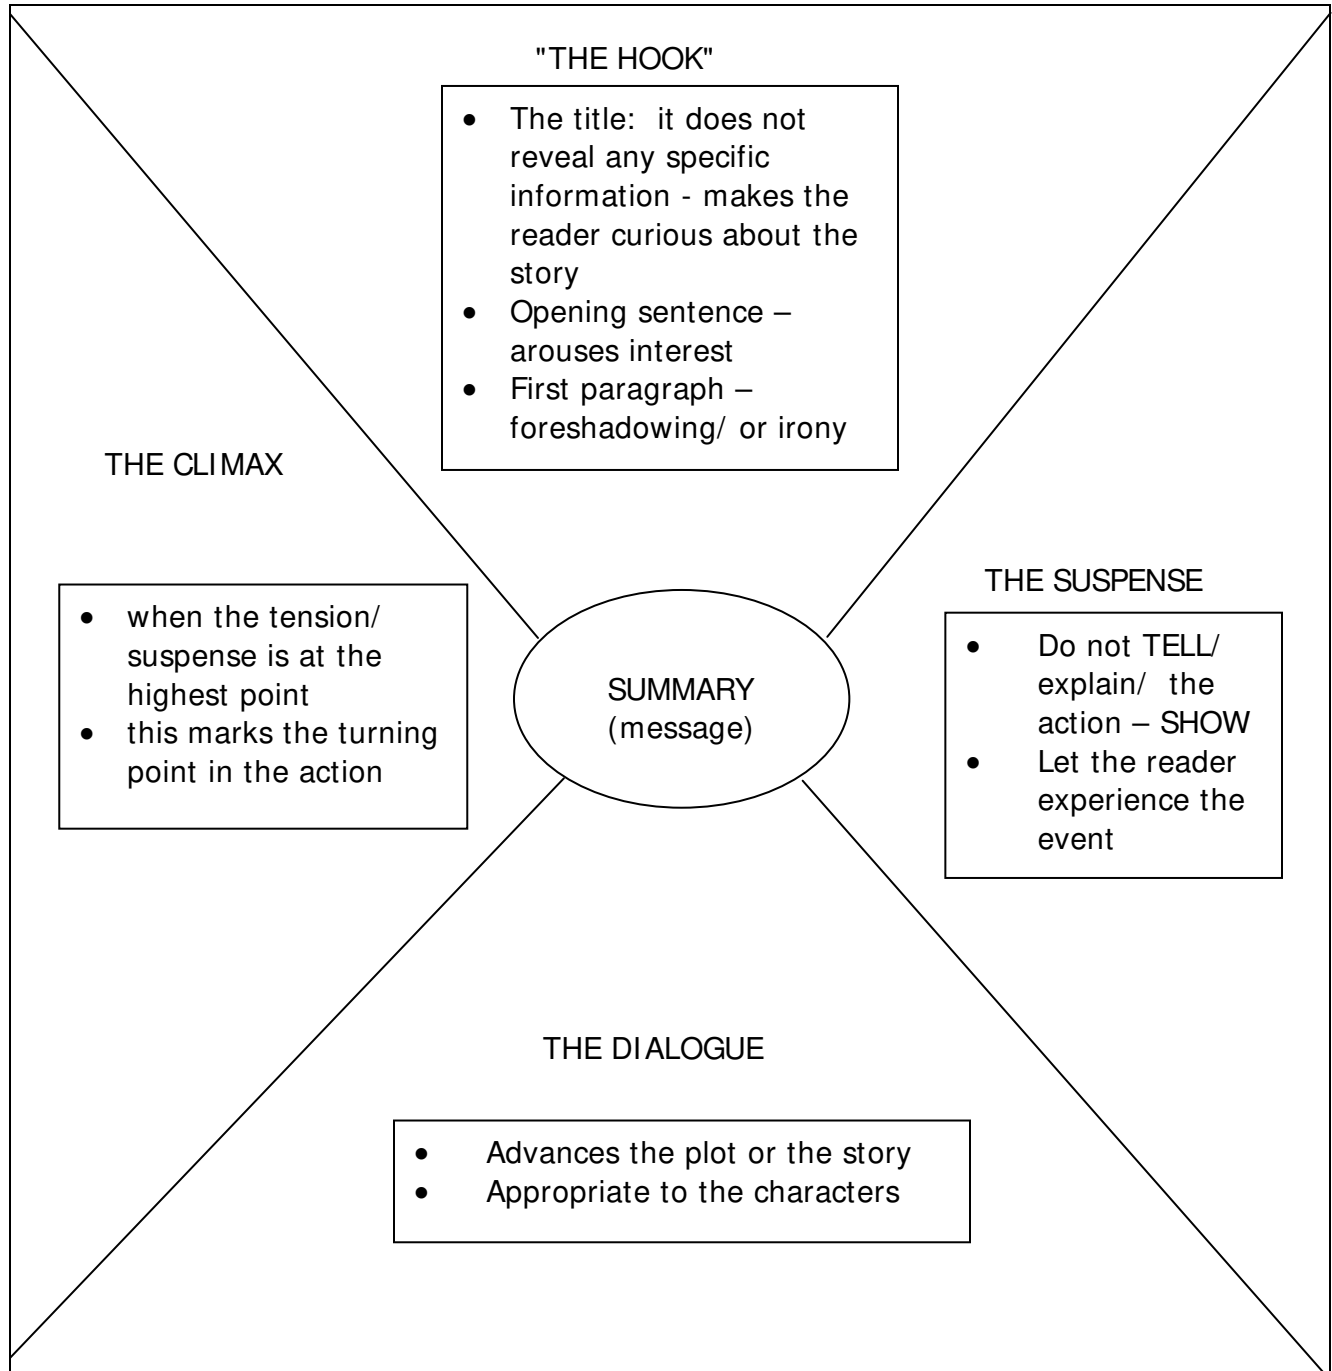 "THE HOOK"
• The title: it does not
reveal any specific
information - makes the
reader curious about the
story
• Opening sentence –
arouses interest
• First paragraph –
foreshadowing/ or irony
THE CLIMAX
• when the tension/
suspense is at the
highest point
• this marks the turning
point in the action
SUMMARY
(message)
THE SUSPENSE
• Do not TELL/
explain/ the
action – SHOW
• Let the reader
experience the
event
THE DIALOGUE
• Advances the plot or the story
• Appropriate to the characters